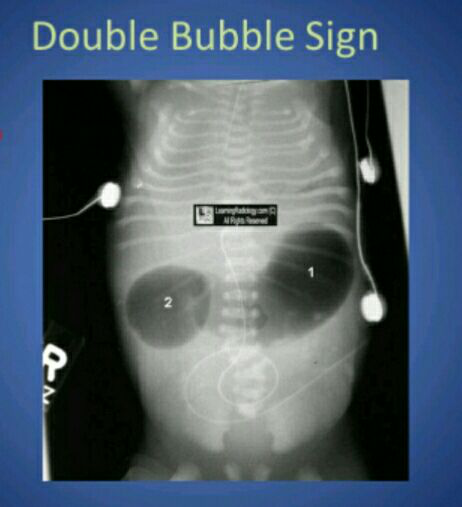 Double Bubble Sign
LearningRadiology.com (C)
All Rights Reserved
1
2
R